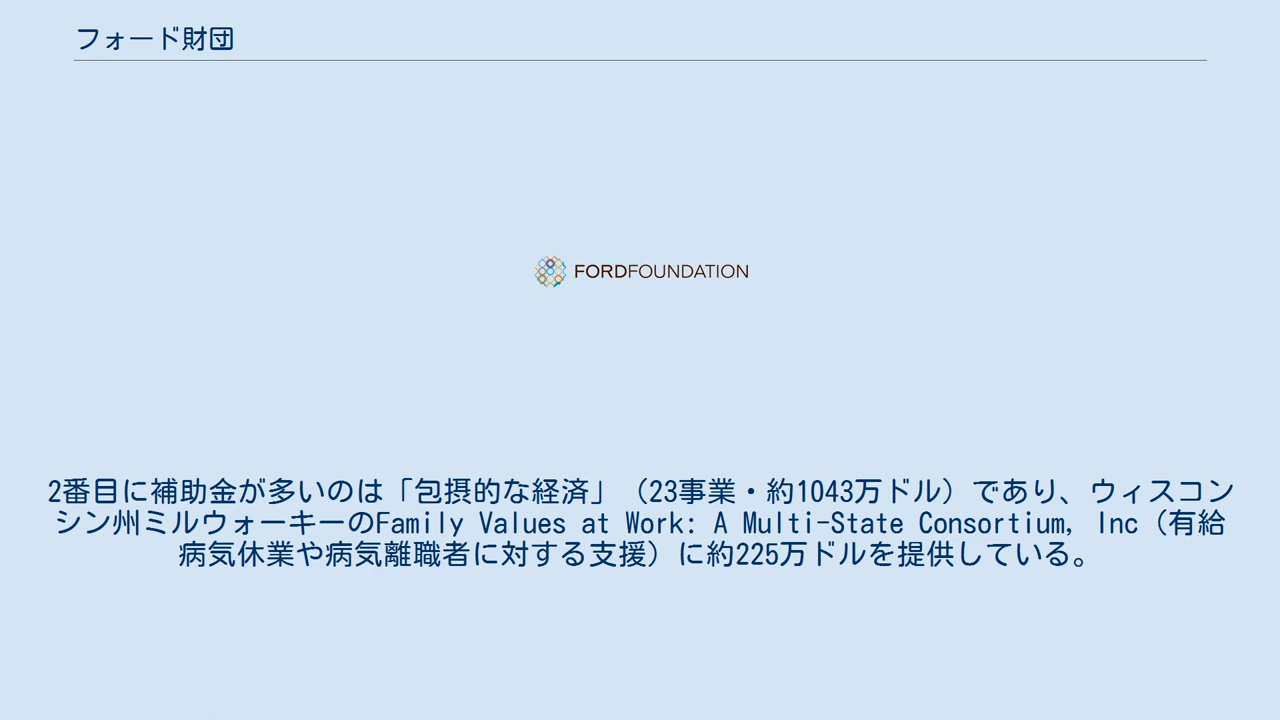 フォード財団
FORDFOUNDATION
2番目に補助金が多いのは「包摂的な経済」（23事業・約1043万ドル）であり、ウィスコン
シン州ミルウォーキーのFamily Values at Work: A Multi-State Consortium, Inc（有給
病気休業や病気離職者に対する支援）に約225万ドルを提供している。